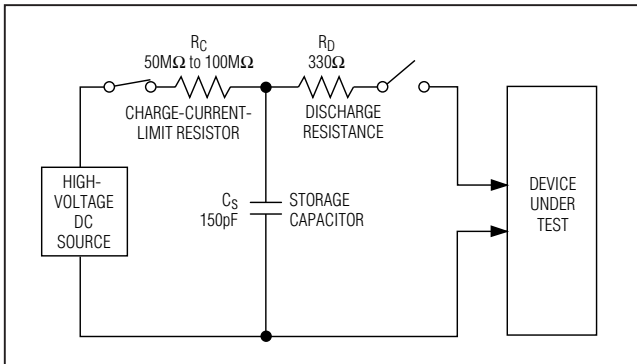 R_C
50MΩ to 100MΩ
CHARGE-CURRENT-
LIMIT RESISTOR
R_D
330Ω
DISCHARGE
RESISTANCE
HIGH-
VOLTAGE
DC
SOURCE
C_S
150pF
STORAGE
CAPACITOR
DEVICE
UNDER
TEST